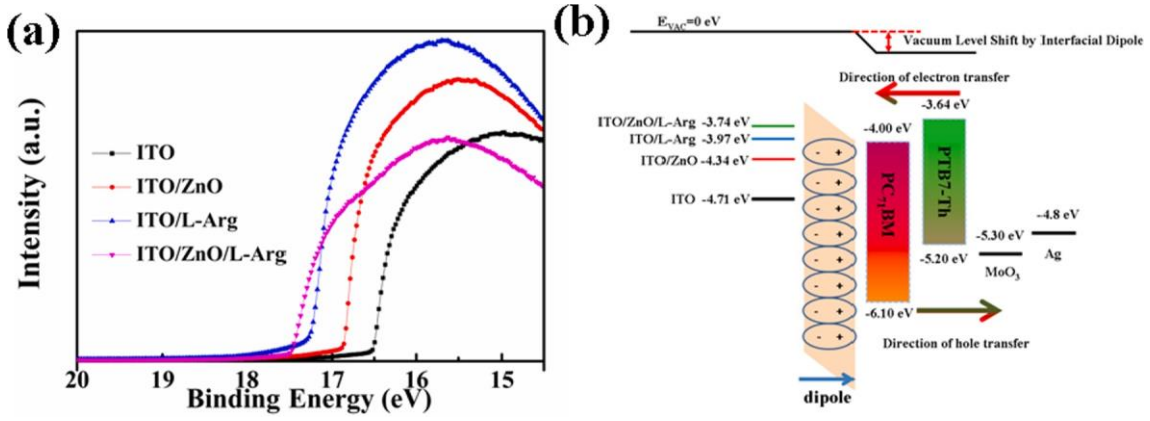 (a)
Intensity (a.u.)
ITO
ITO/ZnO
ITO/L-Arg
ITO/ZnO/L-Arg
20 19 18 17 16 15
Binding Energy (eV)
(b)
E_VAC=0 eV
Vacuum Level Shift by Interfacial Dipole
Direction of electron transfer
ITO/ZnO/L-Arg -3.74 eV
ITO/L-Arg -3.97 eV
ITO/ZnO -4.34 eV
ITO -4.71 eV
- +
- +
- +
- +
- +
- +
- +
- +
-4.00 eV
PC71BM
-6.10 eV
-3.64 eV
PTB7-Th
-5.20 eV
-5.30 eV
MoO3
-4.8 eV
Ag
Direction of hole transfer
dipole